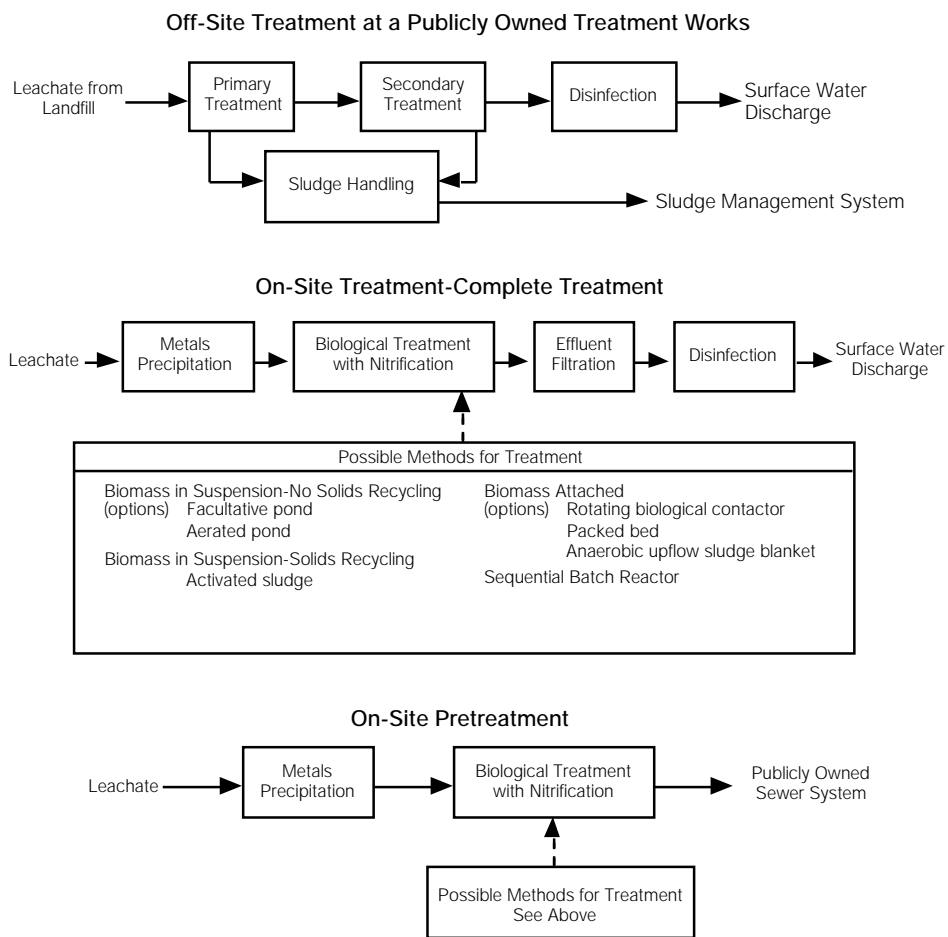 Off-Site Treatment at a Publicly Owned Treatment Works
Leachate from
Landfill
Primary
Treatment
Secondary
Treatment
Disinfection
Surface Water
Discharge
Sludge Handling
Sludge Management System
On-Site Treatment-Complete Treatment
Leachate
Metals
Precipitation
Biological Treatment
with Nitrification
Effluent
Filtration
Disinfection
Surface Water
Discharge
Possible Methods for Treatment
Biomass in Suspension-No Solids Recycling
(options) Facultative pond
Aerated pond
Biomass in Suspension-Solids Recycling
Activated sludge
Biomass Attached
(options) Rotating biological contactor
Packed bed
Anaerobic upflow sludge blanket
Sequential Batch Reactor
On-Site Pretreatment
Leachate
Metals
Precipitation
Biological Treatment
with Nitrification
Publicly Owned
Sewer System
Possible Methods for Treatment
See Above